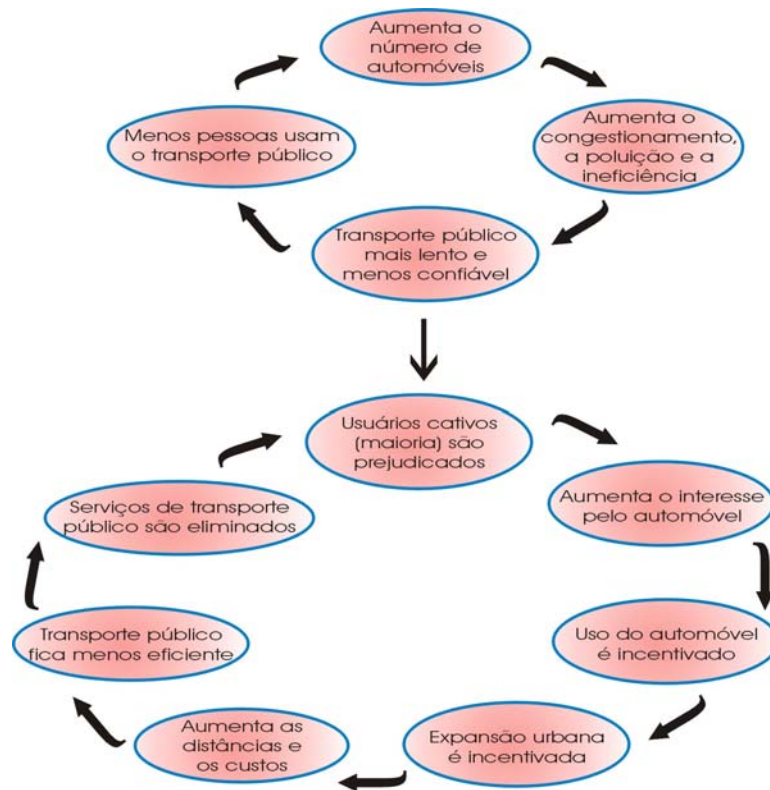 Aumenta o
número de
automóveis
Aumenta o
congestionamento,
a poluição e a
ineficiência
Transporte público
mais lento e
menos confiável
Menos pessoas usam
o transporte público
Usuários cativos
(maioria) são
prejudicados
Aumenta o interesse
pelo automóvel
Uso do automóvel
é incentivado
Expansão urbana
é incentivada
Aumenta as
distâncias e
os custos
Transporte público
fica menos eficiente
Serviços de transporte
público são eliminados